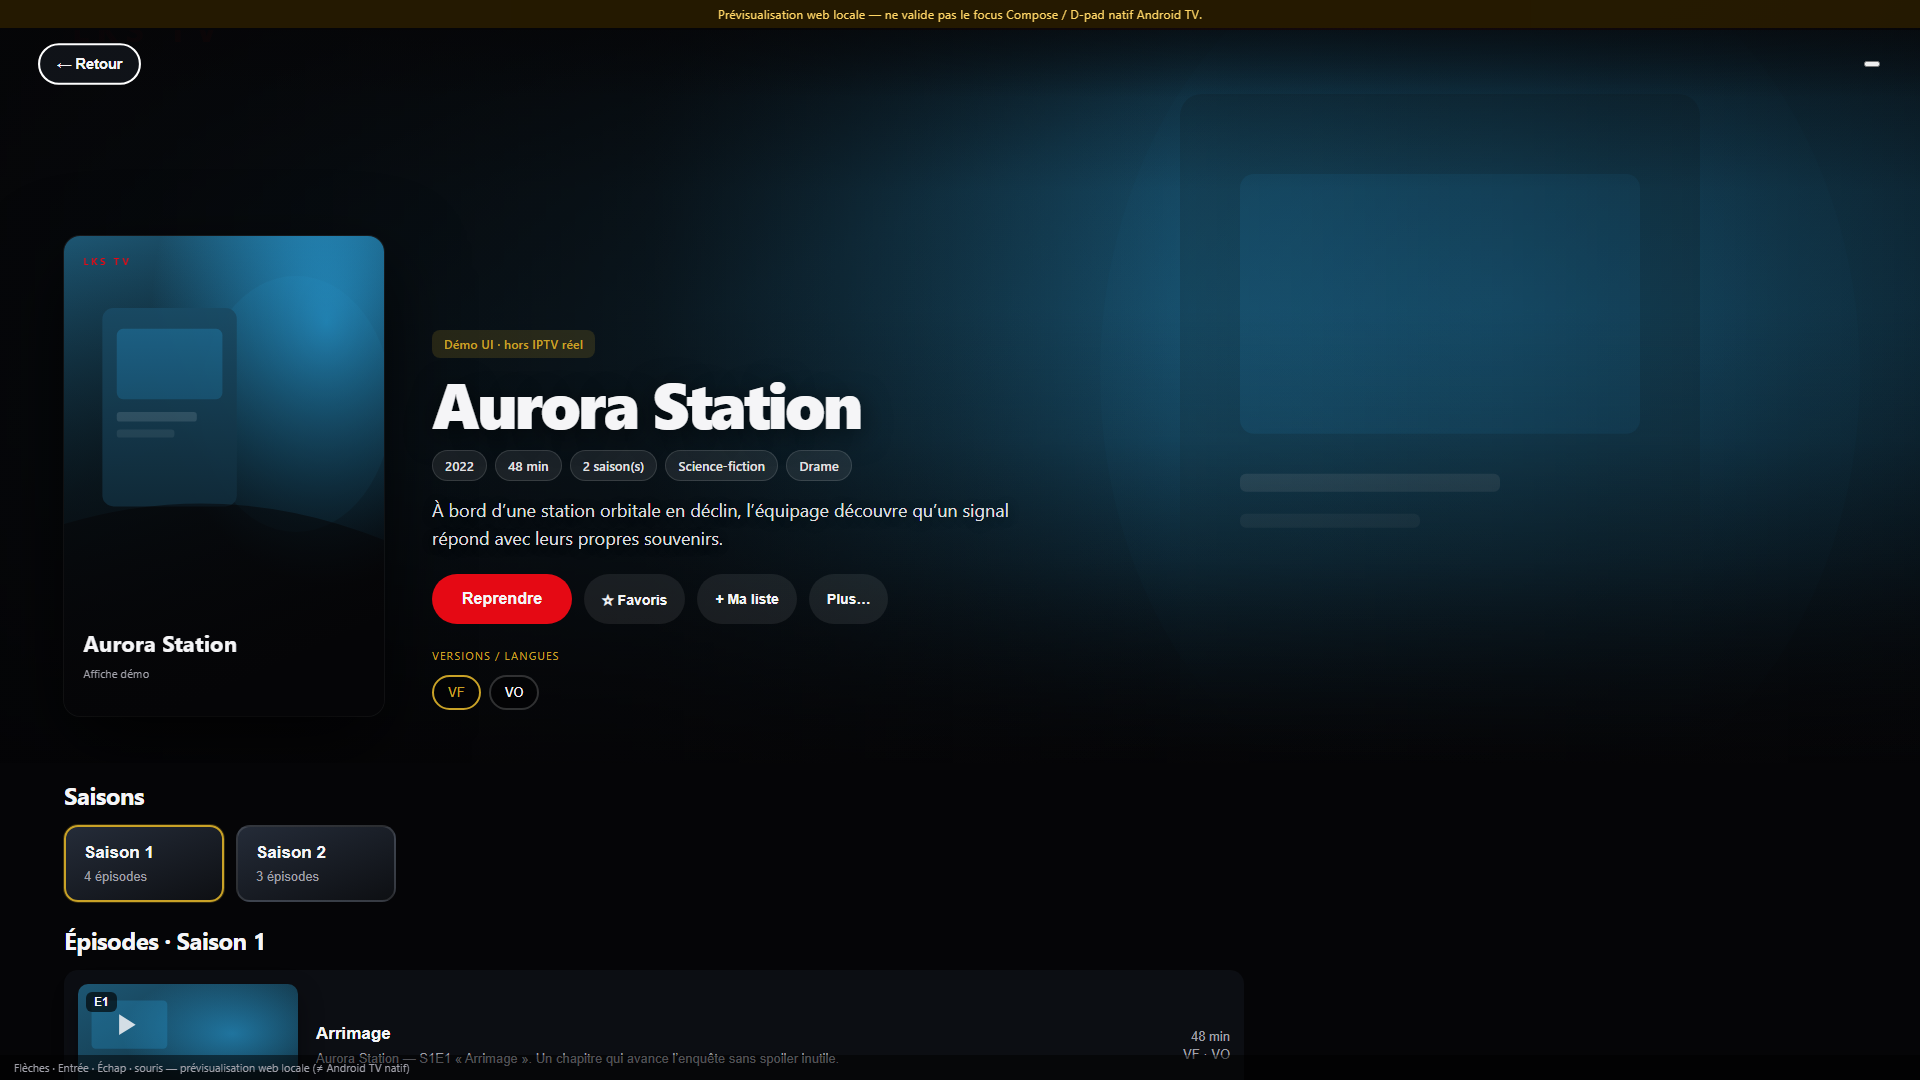 Prévisualisation web locale — ne valide pas le focus Compose / D-pad natif Android TV.
← Retour
LKS TV
Aurora Station
Affiche démo
Démo UI · hors IPTV réel
Aurora Station
2022
48 min
2 saison(s)
Science-fiction
Drame
À bord d’une station orbitale en déclin, l’équipage découvre qu’un signal
répond avec leurs propres souvenirs.
Reprendre
☆ Favoris
+ Ma liste
Plus…
VERSIONS / LANGUES
VF
VO
Saisons
Saison 1
4 épisodes
Saison 2
3 épisodes
Épisodes · Saison 1
E1
Arrimage
Aurora Station — S1E1 « Arrimage ». Un chapitre qui avance l’enquête sans spoiler inutile.
48 min
VF · VO
Flèches · Entrée · Échap · souris — prévisualisation web locale (≠ Android TV natif)